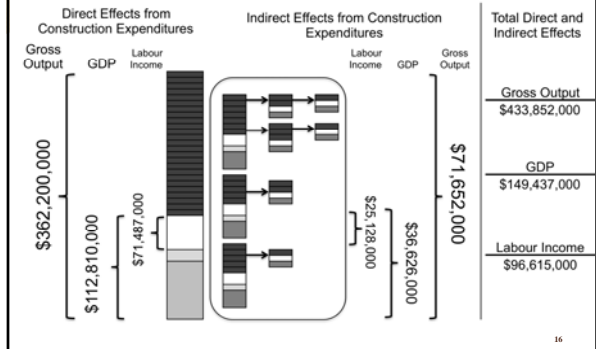 Direct Effects from
Construction Expenditures
Gross
Output
GDP
Labour
Income
$362,200,000
$112,810,000
$71,487,000
Indirect Effects from Construction
Expenditures
Labour
Income
GDP
Gross
Output
$25,128,000
$36,626,000
$71,652,000
Total Direct and
Indirect Effects
Gross Output
$433,852,000
GDP
$149,437,000
Labour Income
$96,615,000
16